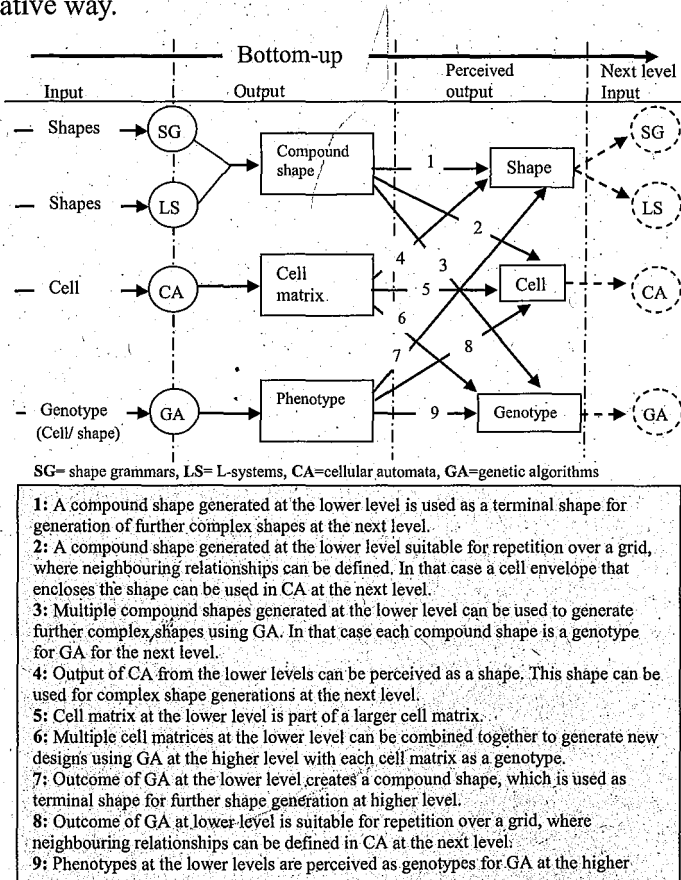 ative way.
Bottom-up
Perceived output
Next level Input
Input
Output
Shapes
SG
Compound shape
1
Shape
SG
Shapes
LS
2
LS
4
3
Cell
CA
Cell matrix
5
Cell
CA
6
7
8
Genotype (Cell/ shape)
GA
Phenotype
9
Genotype
GA
SG= shape grammars, LS= L-systems, CA=cellular automata, GA=genetic algorithms
1: A compound shape generated at the lower level is used as a terminal shape for
generation of further complex shapes at the next level.
2: A compound shape generated at the lower level suitable for repetition over a grid,
where neighbouring relationships can be defined. In that case a cell envelope that
encloses the shape can be used in CA at the next level.
3: Multiple compound shapes generated at the lower level can be used to generate
further complex shapes using GA. In that case each compound shape is a genotype
for GA for the next level.
4: Output of CA from the lower levels can be perceived as a shape. This shape can be
used for complex shape generations at the next level.
5: Cell matrix at the lower level is part of a larger cell matrix.
6: Multiple cell matrices at the lower level can be combined together to generate new
designs using GA at the higher level with each cell matrix as a genotype.
7: Outcome of GA at the lower level creates a compound shape, which is used as
terminal shape for further shape generation at higher level.
8: Outcome of GA at lower level is suitable for repetition over a grid, where
neighbouring relationships can be defined in CA at the next level.
9: Phenotypes at the lower levels are perceived as genotypes for GA at the higher